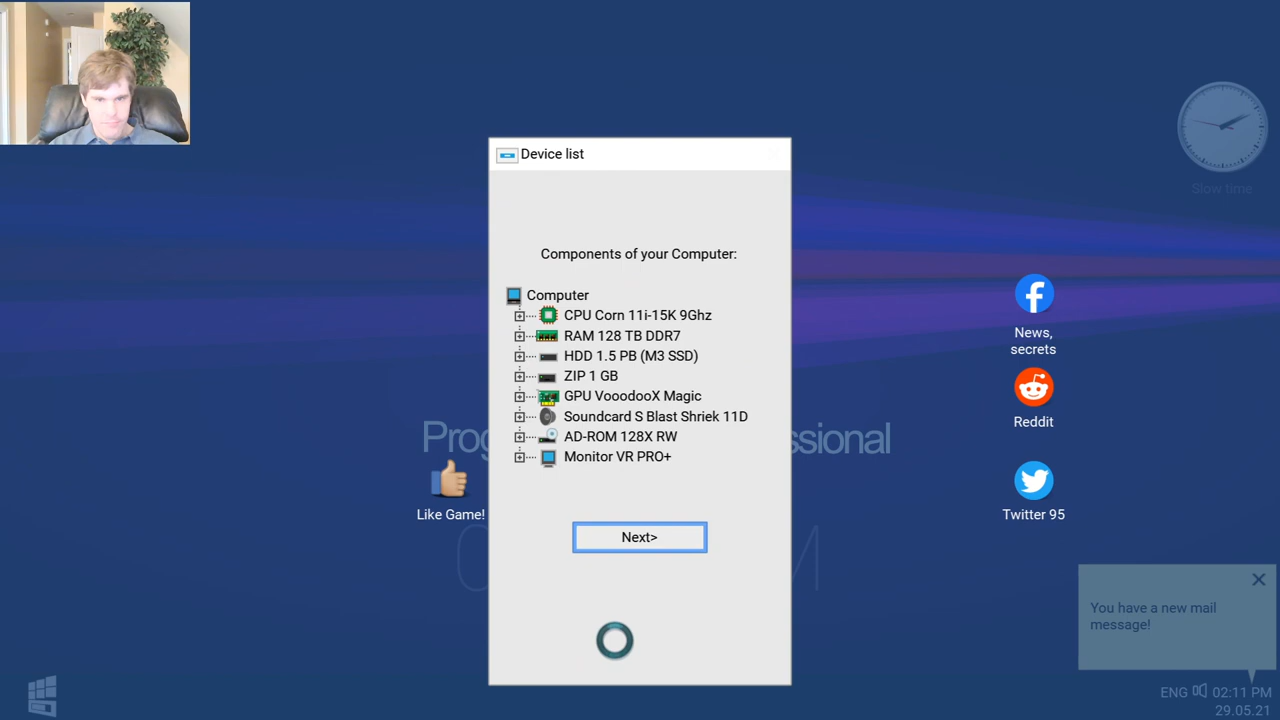 Device list
Slow time
Components of your Computer:
Computer
CPU Corn 11i-15K 9Ghz
RAM 128 TB DDR7
HDD 1.5 PB (M3 SSD)
ZIP 1 GB
GPU VooodooX Magic
Soundcard S Blast Shriek 11D
AD-ROM 128X RW
Monitor VR PRO+
Next>
Like Game!
News,
secrets
Reddit
Twitter 95
You have a new mail
message!
ENG 02:11 PM
29.05.21